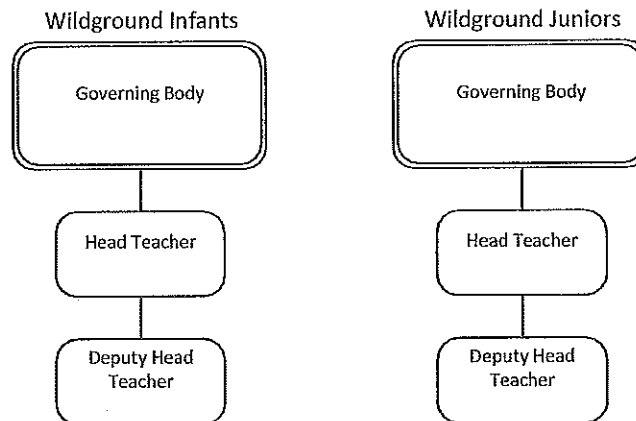 Wildground Infants
Governing Body
Head Teacher
Deputy Head
Teacher
Wildground Juniors
Governing Body
Head Teacher
Deputy Head
Teacher